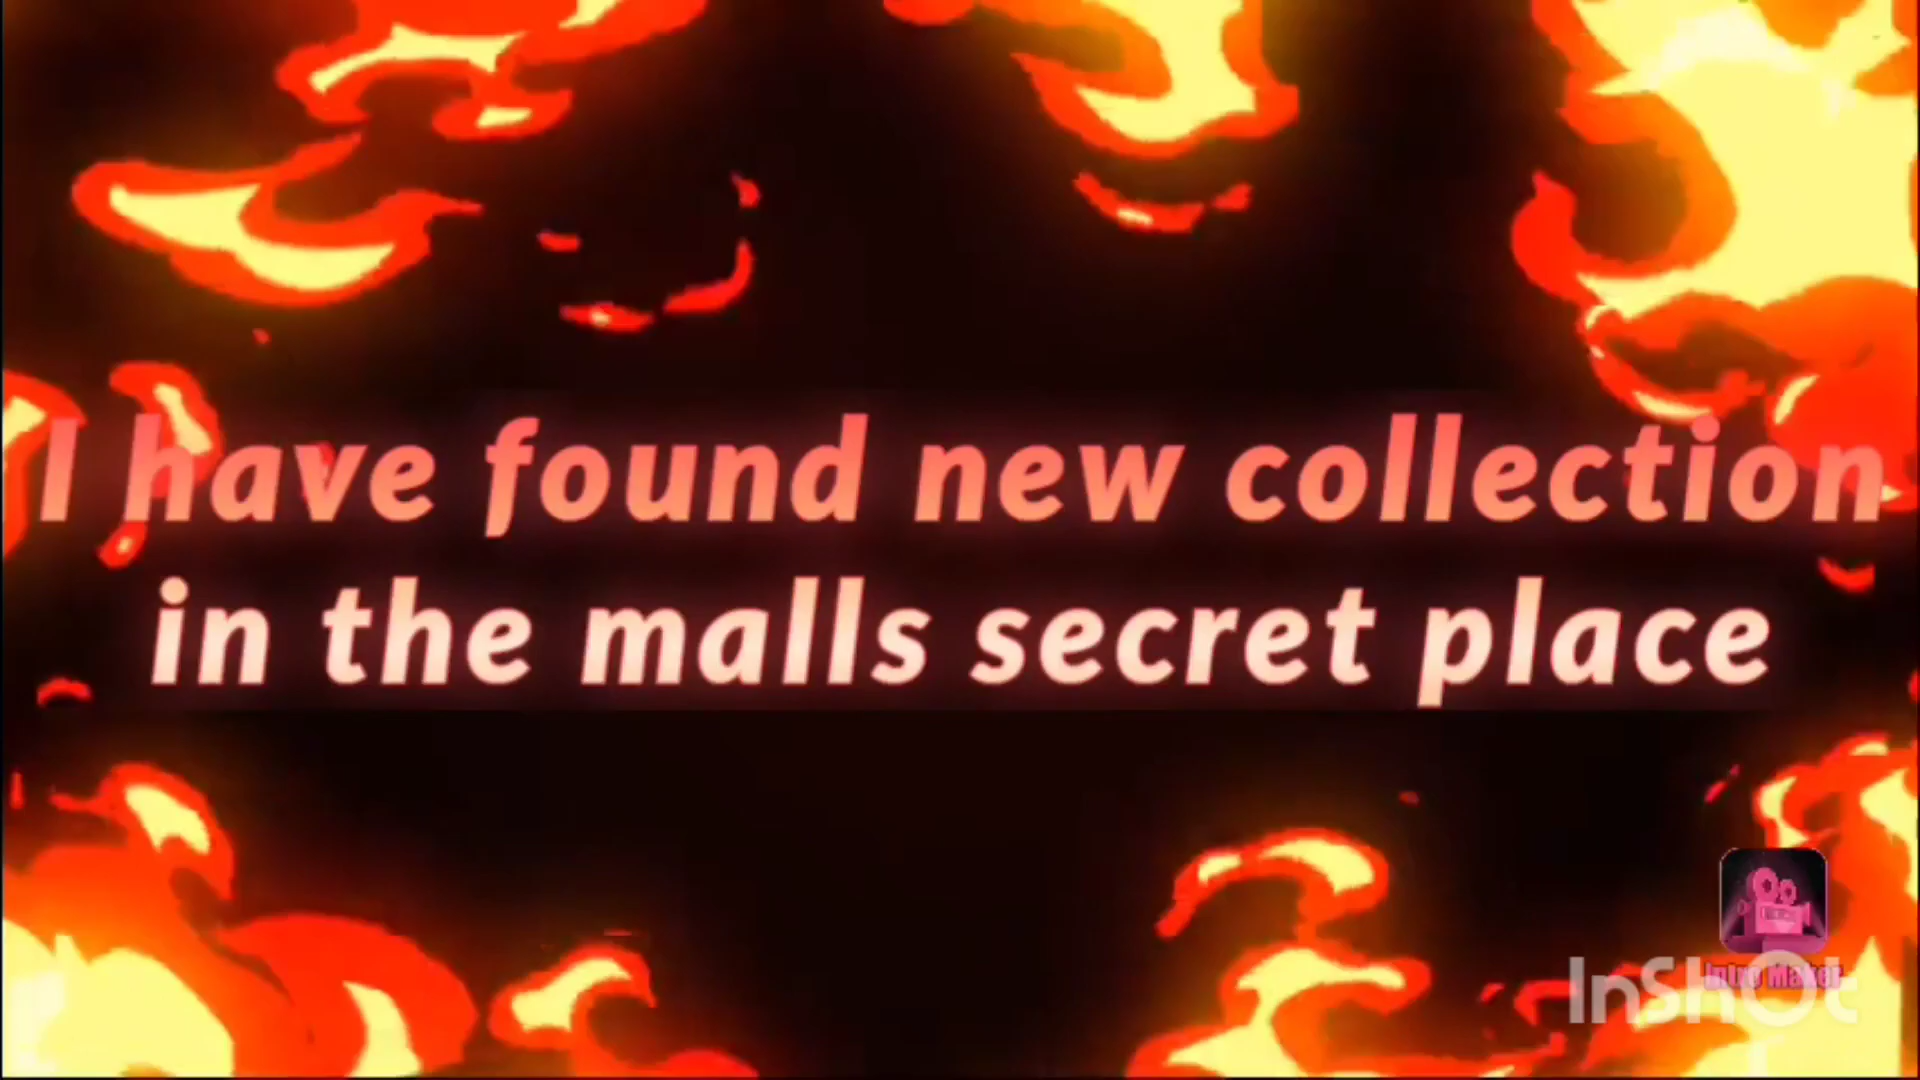 I have found new collection
in the malls secret place
Intro Maker
InShOt